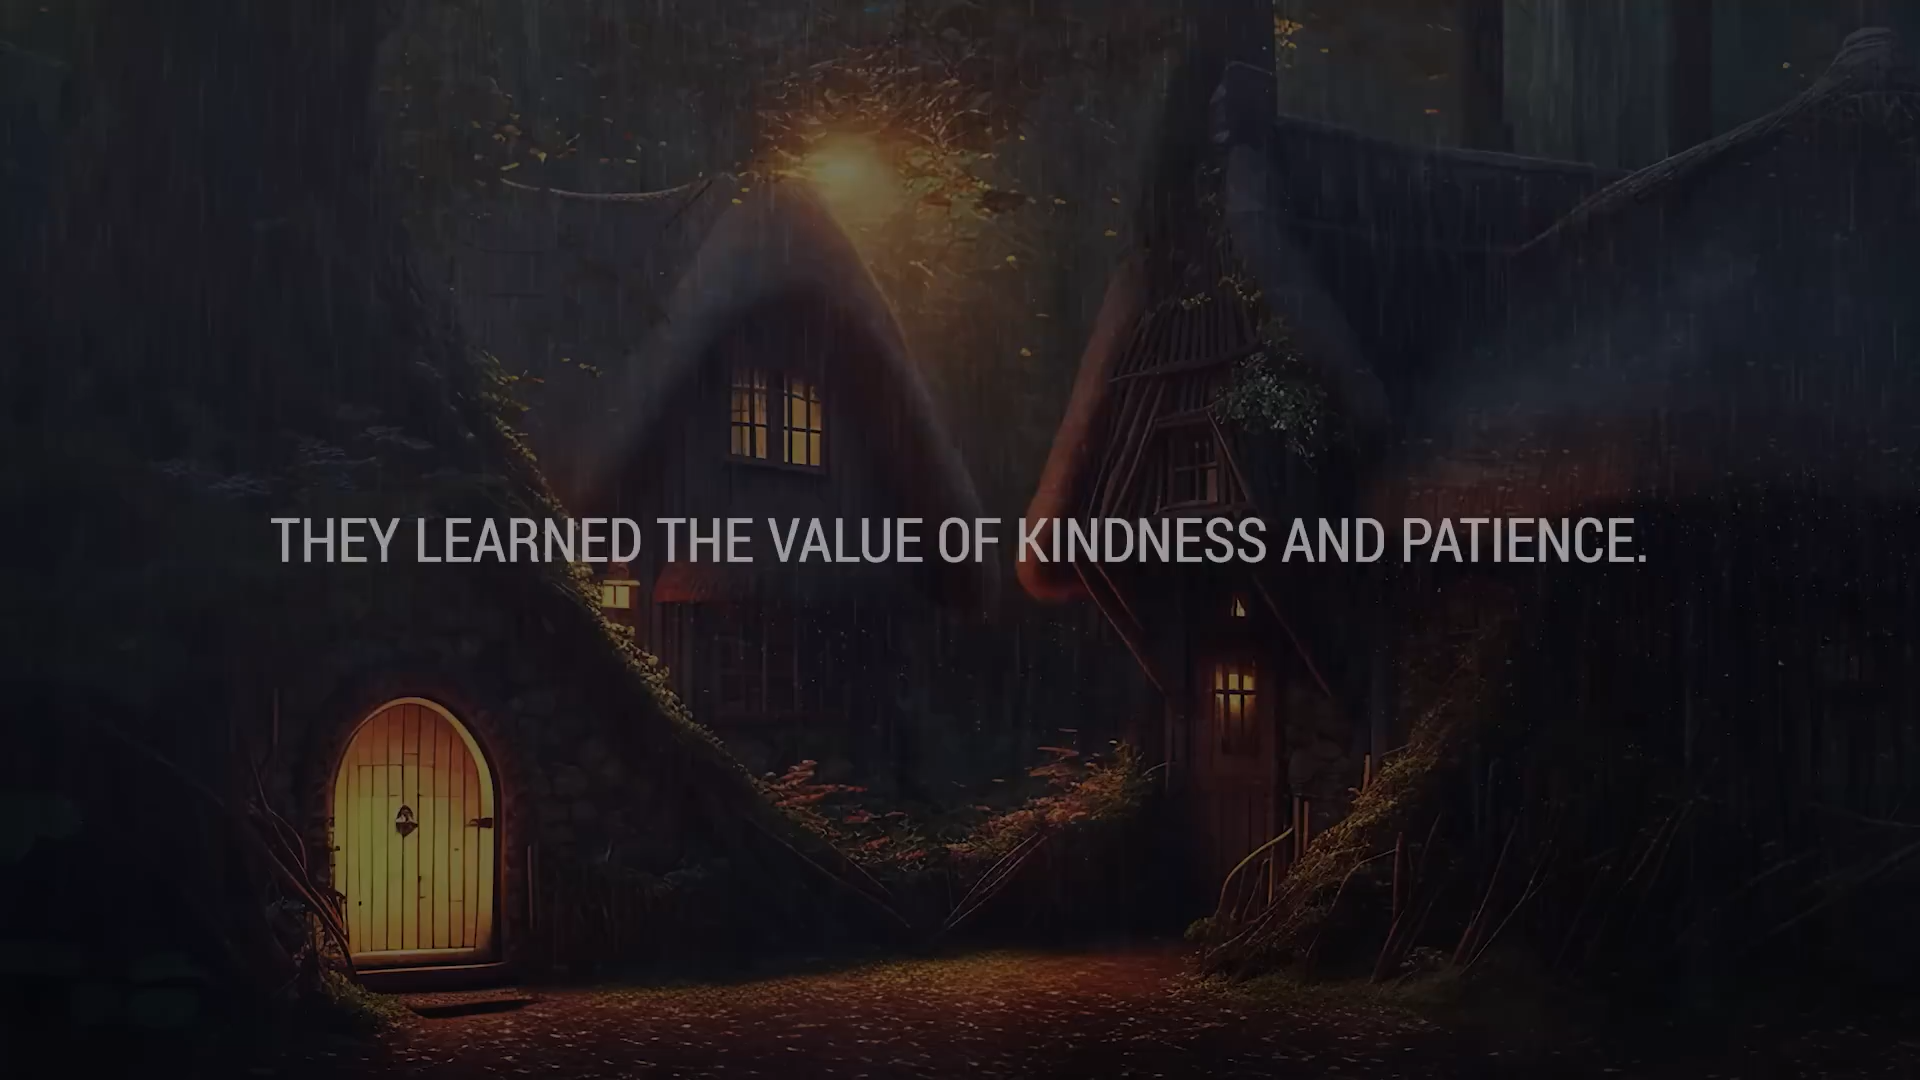 THEY LEARNED THE VALUE OF KINDNESS AND PATIENCE.